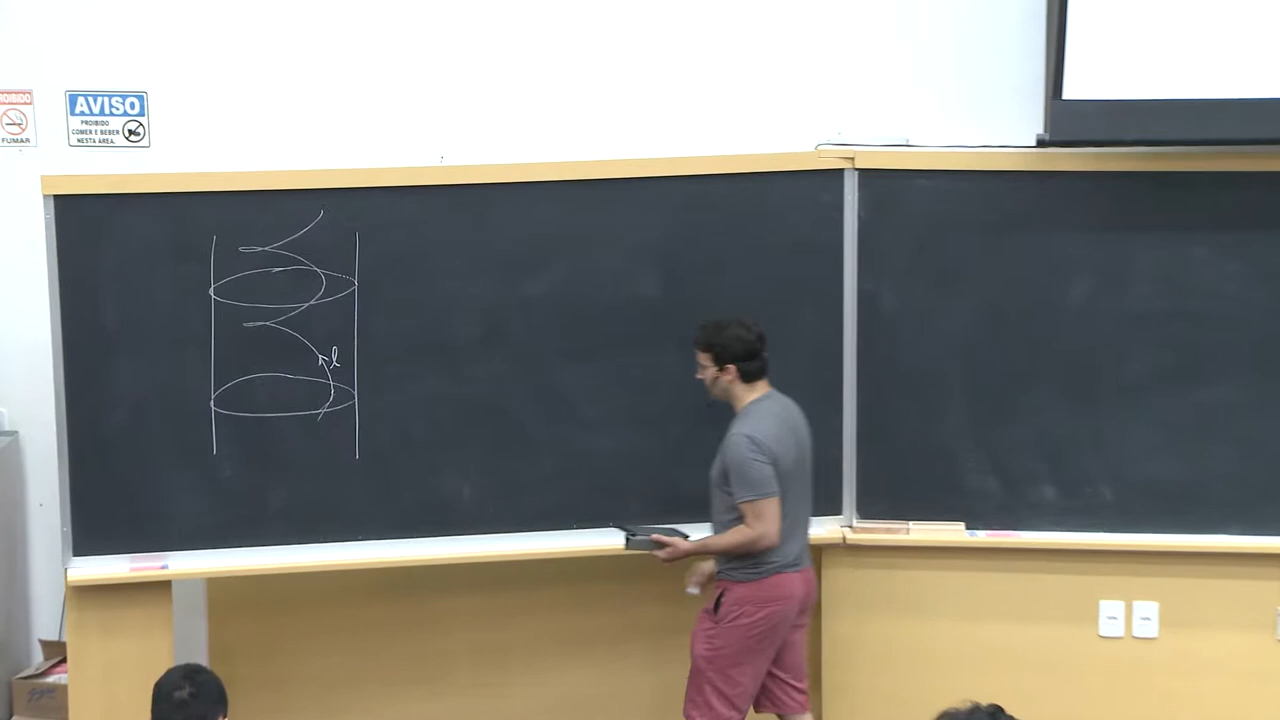 PROIBIDO
FUMAR
AVISO
PROIBIDO
COMER E BEBER
NESTA ÁREA.
l